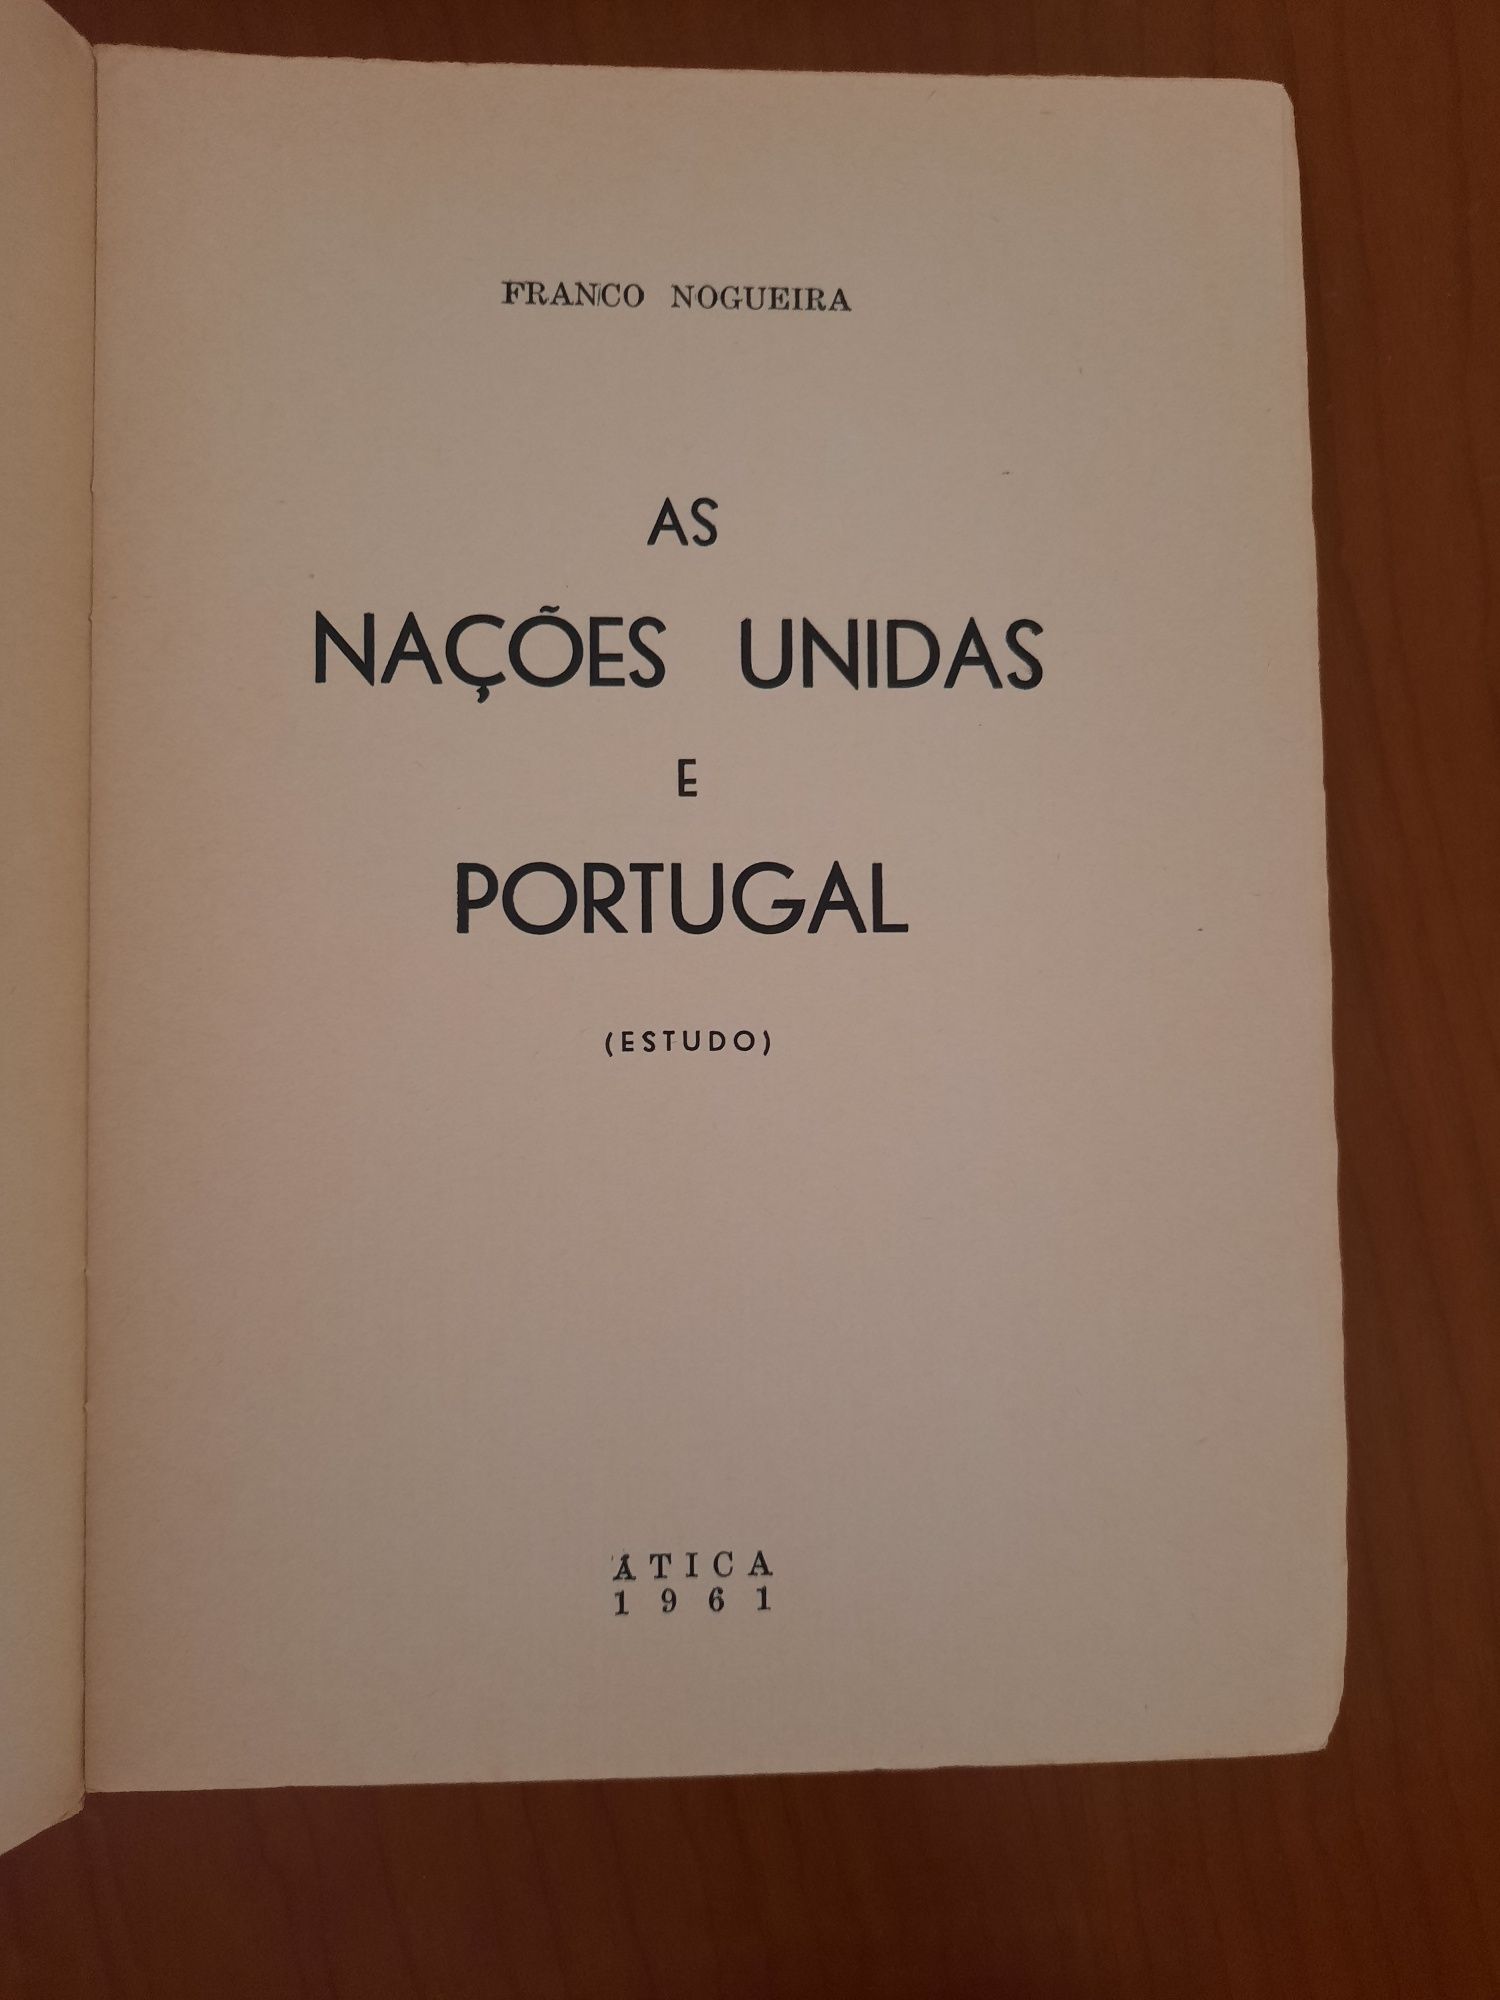 FRANCO NOGUEIRA
AS
NAÇÕES UNIDAS
E
PORTUGAL
(ESTUDO)
ÁTICA
1961